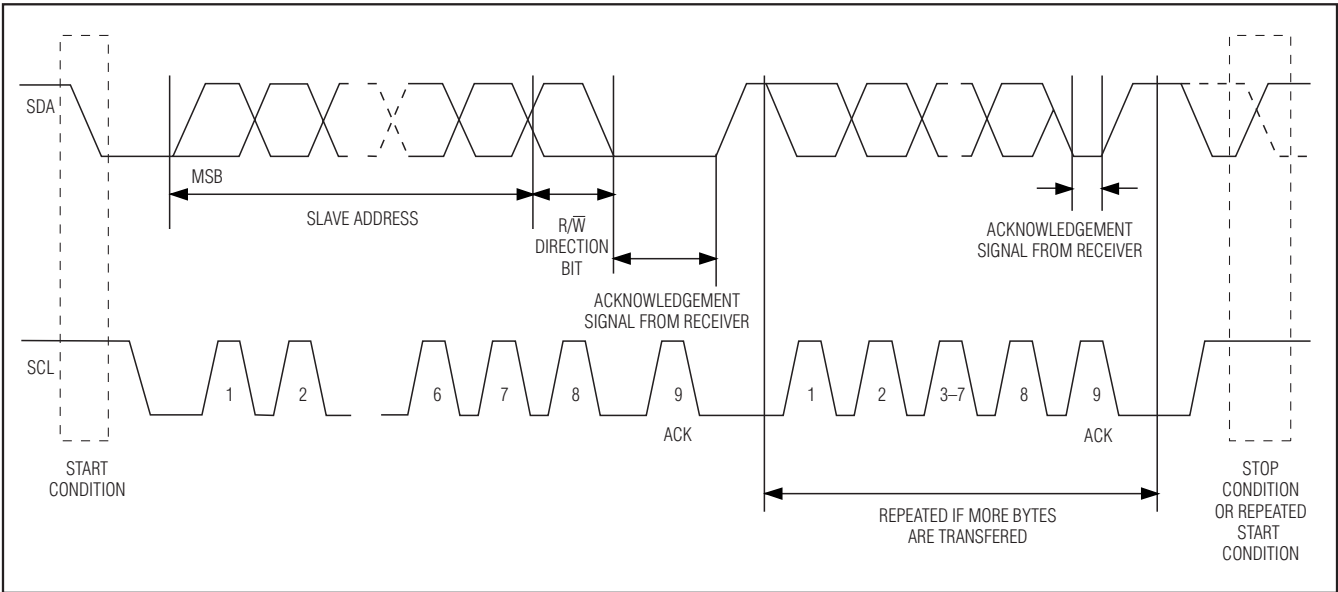 SDA
MSB
SLAVE ADDRESS
R/W̅
DIRECTION
BIT
ACKNOWLEDGEMENT
SIGNAL FROM RECEIVER
ACKNOWLEDGEMENT
SIGNAL FROM RECEIVER
SCL
1 2 6 7 8 9 1 2 3–7 8 9
ACK ACK
START
CONDITION
REPEATED IF MORE BYTES
ARE TRANSFERED
STOP
CONDITION
OR REPEATED
START
CONDITION